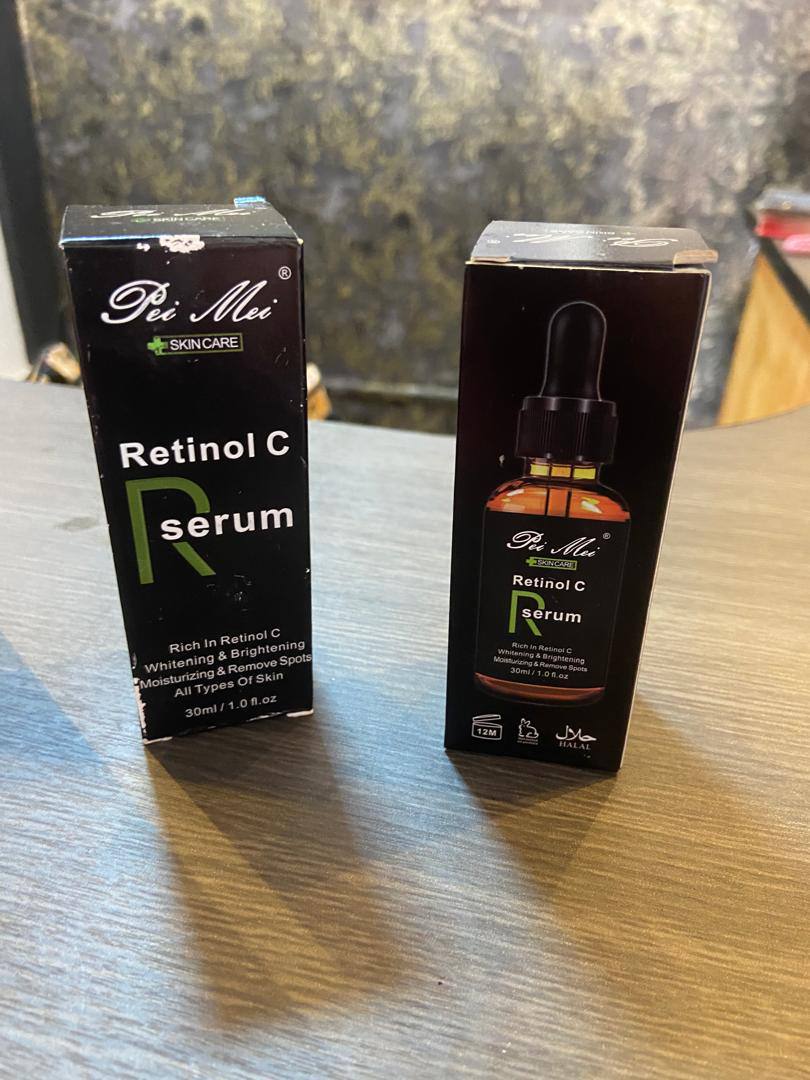 SKIN CARE
Pei Mei ®
SKIN CARE
Retinol C
R
serum
Rich In Retinol C
Whitening & Brightening
Moisturizing & Remove Spots
All Types Of Skin
30ml / 1.0 fl.oz
Pei Mei ®
SKIN CARE
Retinol C
R
serum
Rich In Retinol C
Whitening & Brightening
Moisturizing & Remove Spots
30ml / 1.0 fl.oz
12M
حلال
HALAL